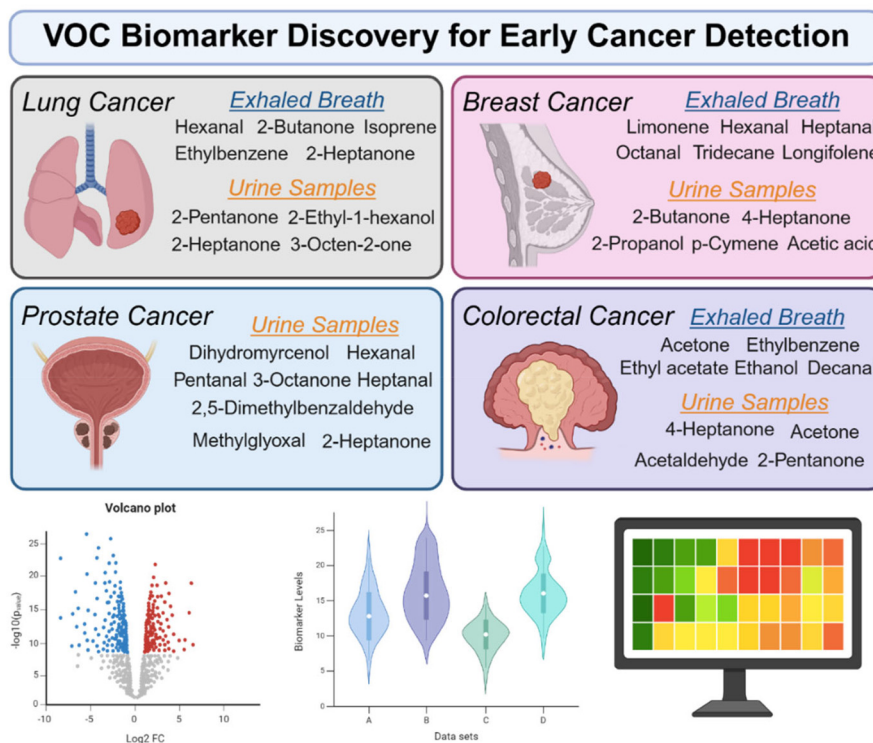 VOC Biomarker Discovery for Early Cancer Detection
Lung Cancer
Exhaled Breath
Hexanal 2-Butanone Isoprene
Ethylbenzene 2-Heptanone
Urine Samples
2-Pentanone 2-Ethyl-1-hexanol
2-Heptanone 3-Octen-2-one
Breast Cancer
Exhaled Breath
Limonene Hexanal Heptanal
Octanal Tridecane Longifolene
Urine Samples
2-Butanone 4-Heptanone
2-Propanol p-Cymene Acetic acid
Prostate Cancer
Urine Samples
Dihydromyrcenol Hexanal
Pentanal 3-Octanone Heptanal
2,5-Dimethylbenzaldehyde
Methylglyoxal 2-Heptanone
Colorectal Cancer
Exhaled Breath
Acetone Ethylbenzene
Ethyl acetate Ethanol Decanal
Urine Samples
4-Heptanone Acetone
Acetaldehyde 2-Pentanone
Volcano plot
-log10(pvalue)
25
20
15
10
5
0
-10 -5 0 5 10
Log2 FC
Biomarker Levels
25
20
15
10
5
0
A B C D
Data sets